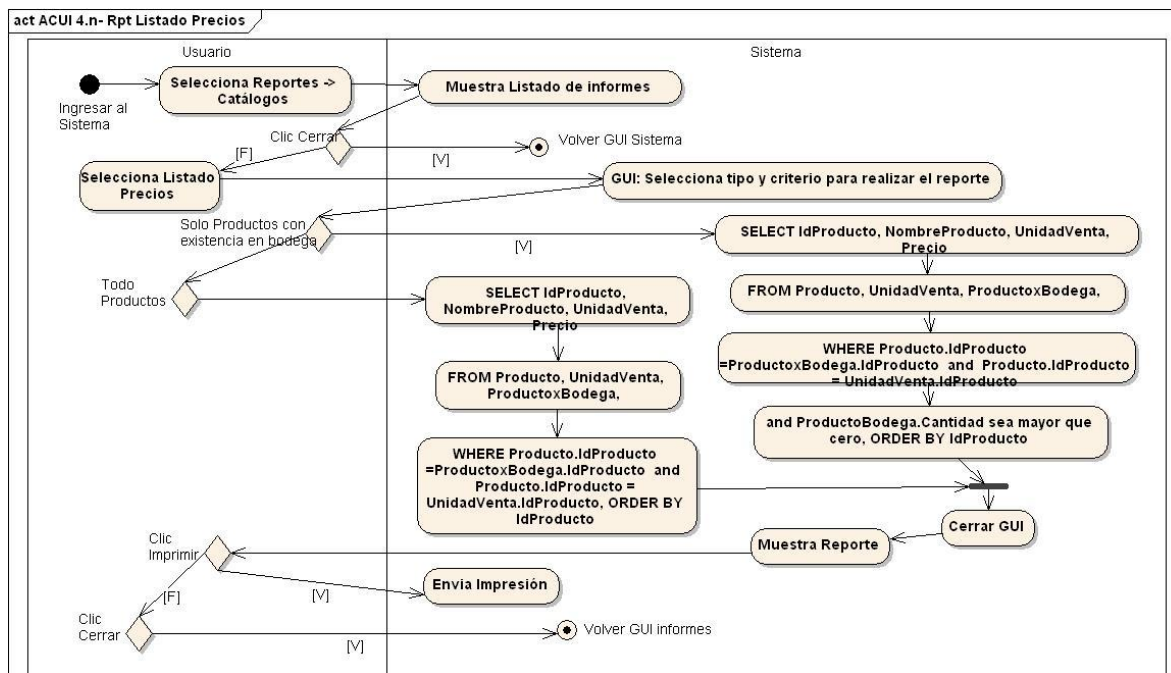 act ACUI 4.n- Rpt Listado Precios
Usuario
Sistema
Ingresar al
Sistema
Selecciona Reportes ->
Catálogos
Muestra Listado de informes
Clic Cerrar
[F]
[V]
Volver GUI Sistema
Selecciona Listado
Precios
GUI: Selecciona tipo y criterio para realizar el reporte
Solo Productos con
existencia en bodega
[V]
SELECT IdProducto, NombreProducto, UnidadVenta,
Precio
Todo
Productos
SELECT IdProducto,
NombreProducto, UnidadVenta,
Precio
FROM Producto, UnidadVenta, ProductoxBodega,
FROM Producto, UnidadVenta,
ProductoxBodega,
WHERE Producto.IdProducto
=ProductoxBodega.IdProducto and Producto.IdProducto
= UnidadVenta.IdProducto
and ProductoBodega.Cantidad sea mayor que
cero, ORDER BY IdProducto
WHERE Producto.IdProducto
=ProductoxBodega.IdProducto and
Producto.IdProducto =
UnidadVenta.IdProducto, ORDER BY
IdProducto
Cerrar GUI
Muestra Reporte
Clic
Imprimir
[F]
[V]
Envia Impresión
Clic
Cerrar
[V]
Volver GUI informes